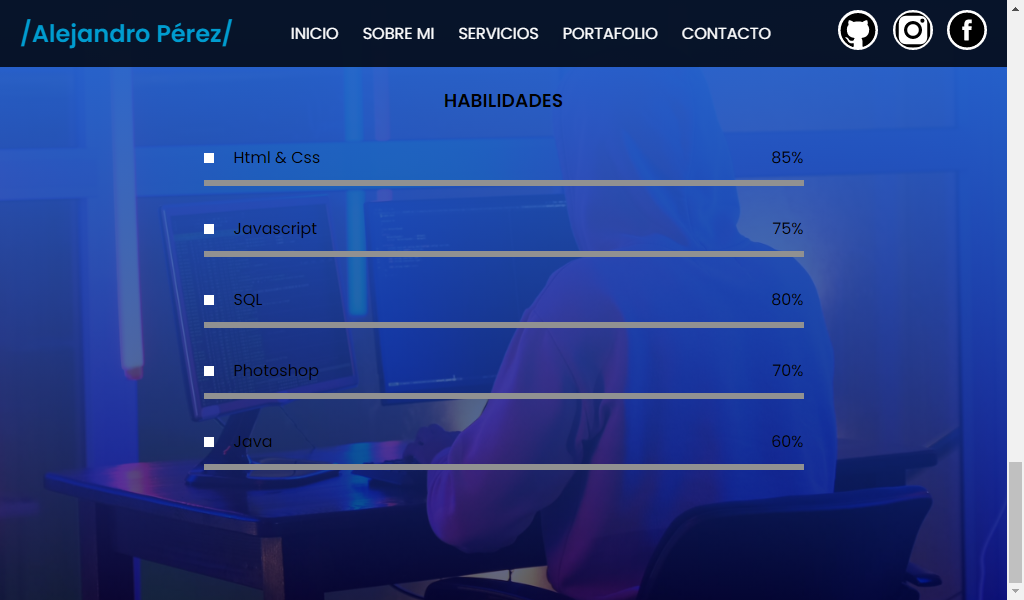 /Alejandro Pérez/ INICIO SOBRE MI SERVICIOS PORTAFOLIO CONTACTO
HABILIDADES
Html & Css 85%
Javascript 75%
SQL 80%
Photoshop 70%
Java 60%